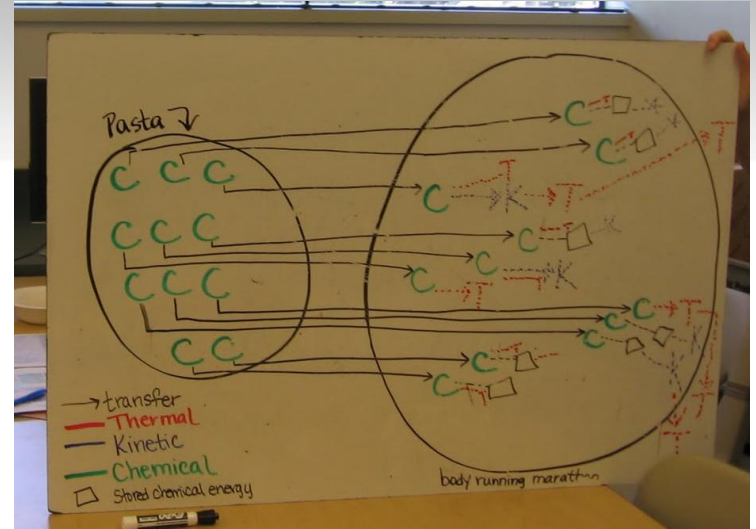 Pasta
C C C
C C C
C C C
C C
C T K
C T K
C T K T T
C T K
C K
C T T
C T
C
C K
C T
C T
K T
T
transfer
Thermal
Kinetic
Chemical
Stored chemical energy
body running marathon